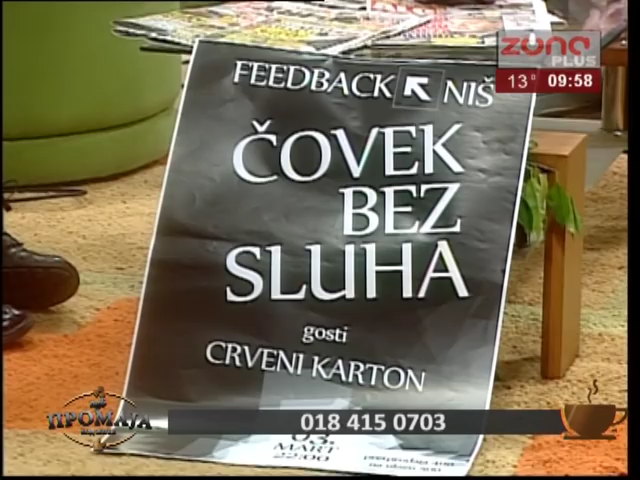 zona
PLUS
13° 09:58
FEEDBACK NIŠ
ČOVEK
BEZ
SLUHA
gosti
CRVENI KARTON
03.
MART
22:00
ПРОМАЈА
018 415 0703